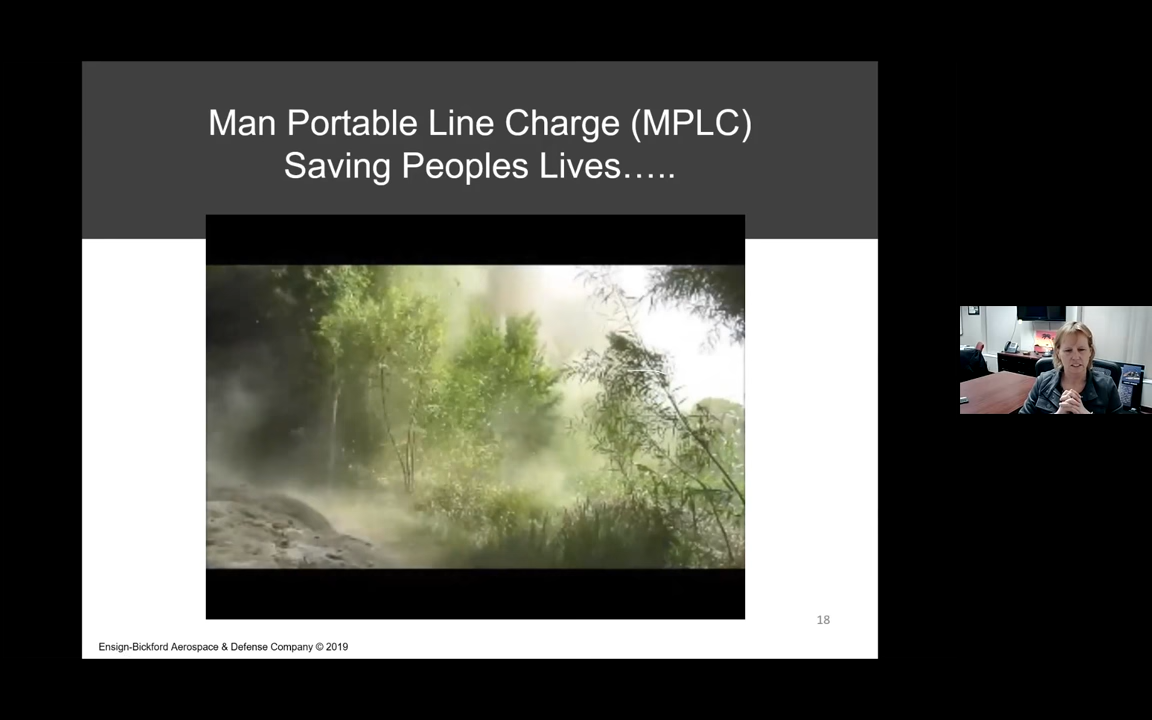 Man Portable Line Charge (MPLC)
Saving Peoples Lives…..
18
Ensign-Bickford Aerospace & Defense Company © 2019